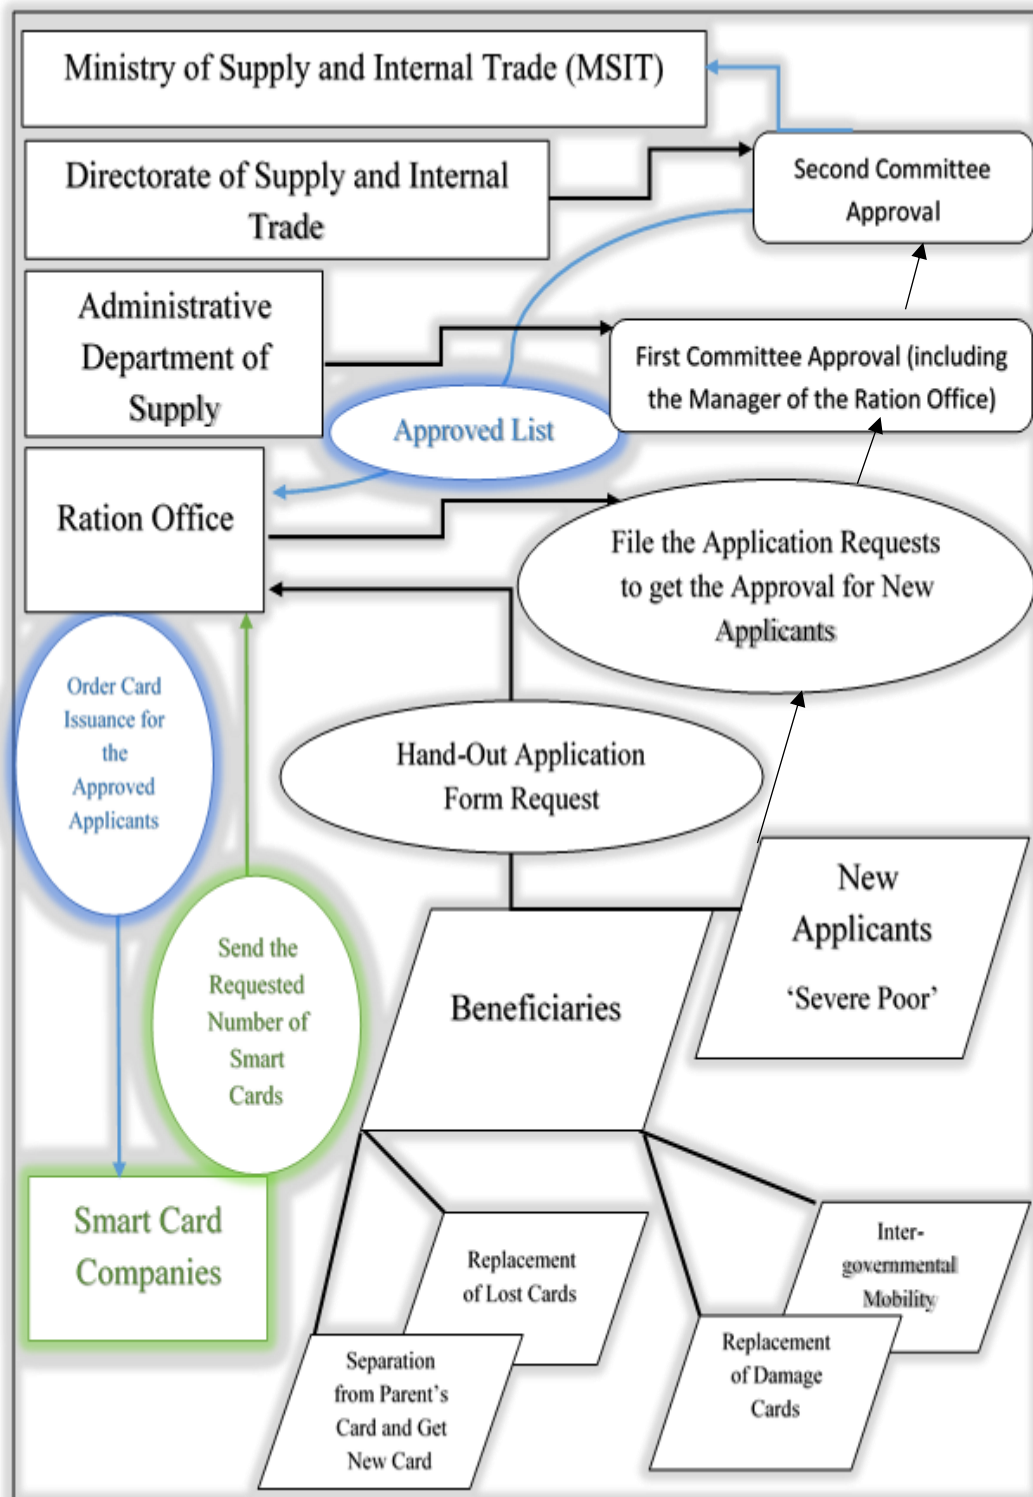 Ministry of Supply and Internal Trade (MSIT)
Directorate of Supply and Internal
Trade
Second Committee
Approval
Administrative
Department of
Supply
First Committee Approval (including
the Manager of the Ration Office)
Approved List
Ration Office
File the Application Requests
to get the Approval for New
Applicants
Order Card
Issuance for
the
Approved
Applicants
Hand-Out Application
Form Request
New
Applicants
‘Severe Poor’
Send the
Requested
Number of
Smart
Cards
Beneficiaries
Smart Card
Companies
Replacement
of Lost Cards
Inter-
governmental
Mobility
Separation
from Parent’s
Card and Get
New Card
Replacement
of Damage
Cards